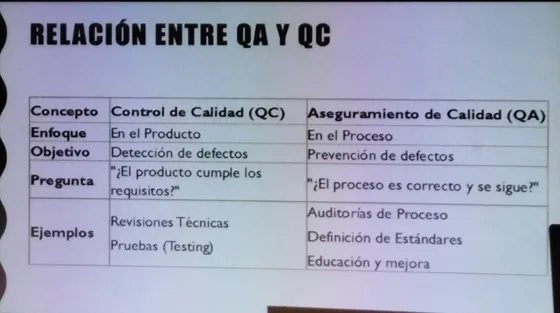 RELACIÓN ENTRE QA Y QC
Concepto Control de Calidad (QC) Aseguramiento de Calidad (QA)
Enfoque En el Producto En el Proceso
Objetivo Detección de defectos Prevención de defectos
Pregunta "¿El producto cumple los requisitos?" "¿El proceso es correcto y se sigue?"
Ejemplos
Revisiones Técnicas
Pruebas (Testing)
Auditorías de Proceso
Definición de Estándares
Educación y mejora